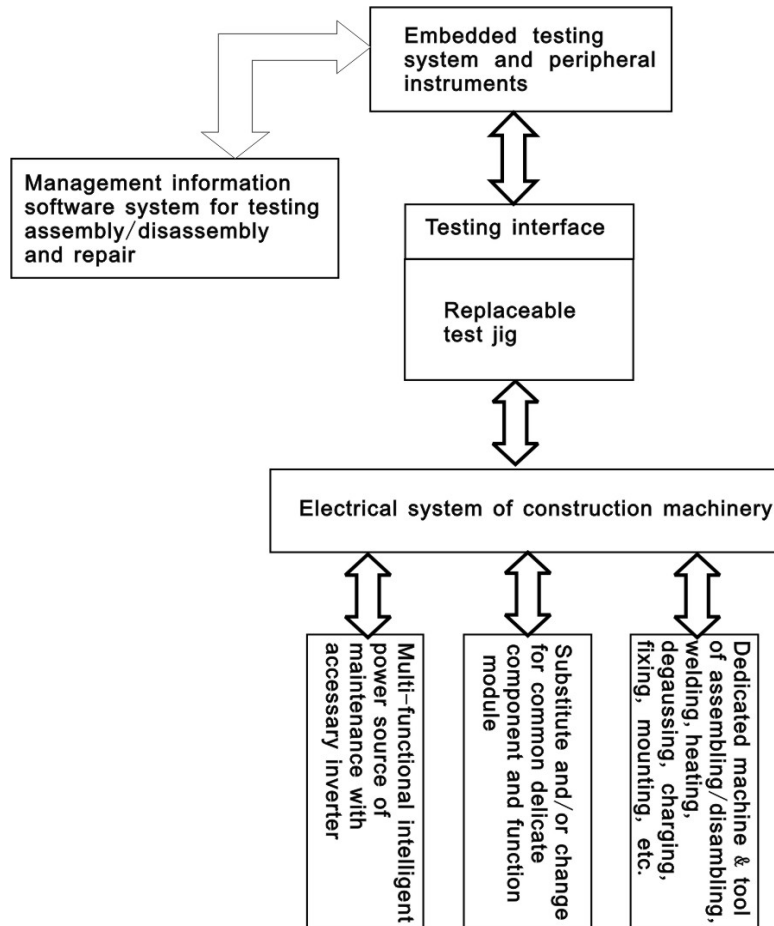 Embedded testing
system and peripheral
instruments
Management information
software system for testing
assembly/disassembly
and repair
Testing interface
Replaceable
test jig
Electrical system of construction machinery
Multi-functional intelligent
power source of
maintenance with
accessary inverter
Substitute and/or change
for common delicate
component and function
module
Dedicated machine & tool
of assembling/disambling,
welding, heating,
degaussing, charging,
fixing, mounting, etc.